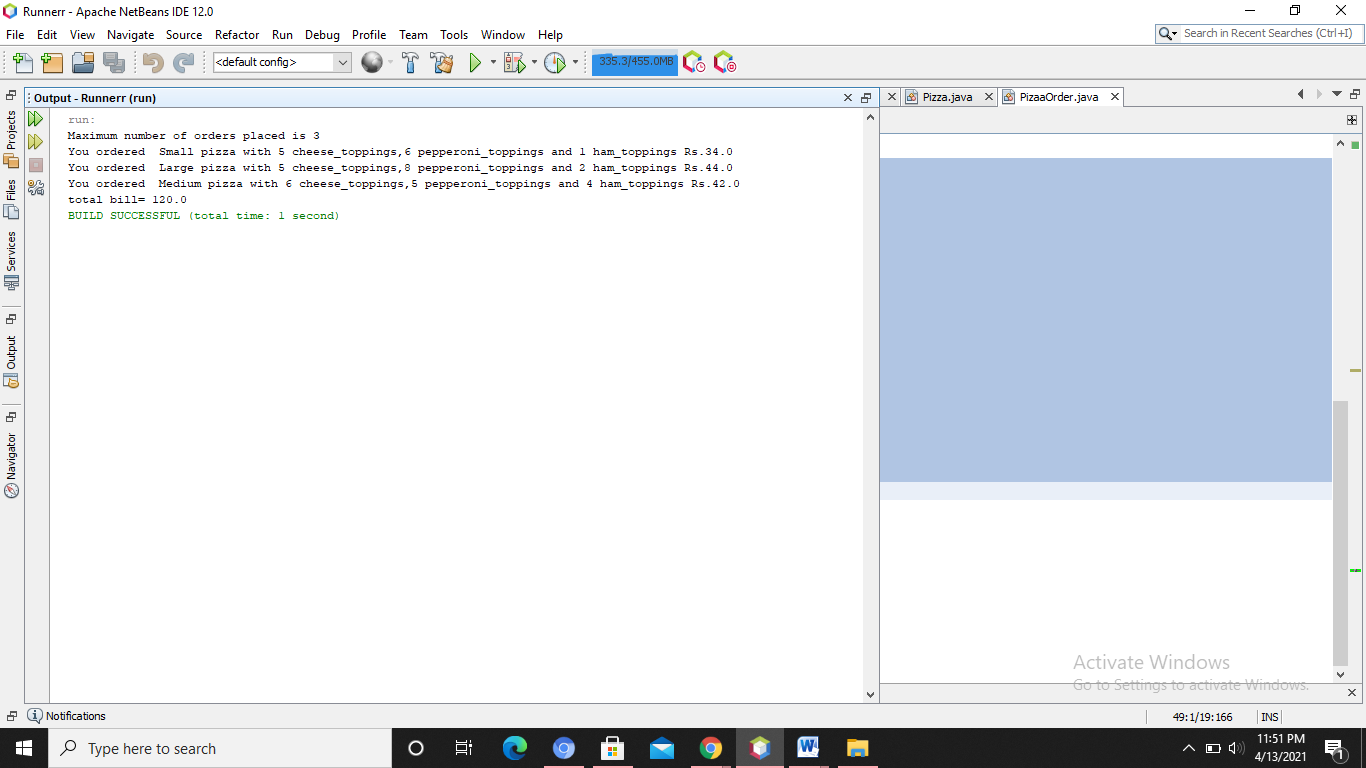 Runnerr - Apache NetBeans IDE 12.0
File Edit View Navigate Source Refactor Run Debug Profile Team Tools Window Help
Search in Recent Searches (Ctrl+I)
<default config>
335.3/455.0MB
Output - Runnerr (run)
Pizza.java
PizaaOrder.java
Projects
Files
Services
Output
Navigator
run:
Maximum number of orders placed is 3
You ordered  Small pizza with 5 cheese_toppings,6 pepperoni_toppings and 1 ham_toppings Rs.34.0
You ordered  Large pizza with 5 cheese_toppings,8 pepperoni_toppings and 2 ham_toppings Rs.44.0
You ordered  Medium pizza with 6 cheese_toppings,5 pepperoni_toppings and 4 ham_toppings Rs.42.0
total bill= 120.0
BUILD SUCCESSFUL (total time: 1 second)
Activate Windows
Go to Settings to activate Windows.
Notifications
49:1/19:166
INS
Type here to search
11:51 PM
4/13/2021
1